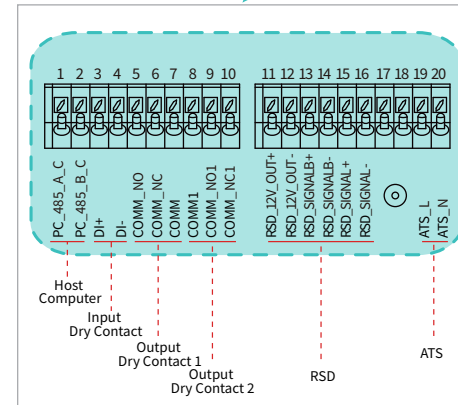 1 2 3 4 5 6 7 8 9 10 11 12 13 14 15 16 17 18 19 20
PC_485_A_C
PC_485_B_C
DI+
DI-
COMM_NO
COMM_NC
COMM
COMM1
COMM_NO1
COMM_NC1
RSD_12V_OUT+
RSD_12V_OUT-
RSD_SIGNALB+
RSD_SIGNALB-
RSD_SIGNAL+
RSD_SIGNAL-
ATS_L
ATS_N
Host
Computer
Input
Dry Contact
Output
Dry Contact 1
Output
Dry Contact 2
RSD
ATS